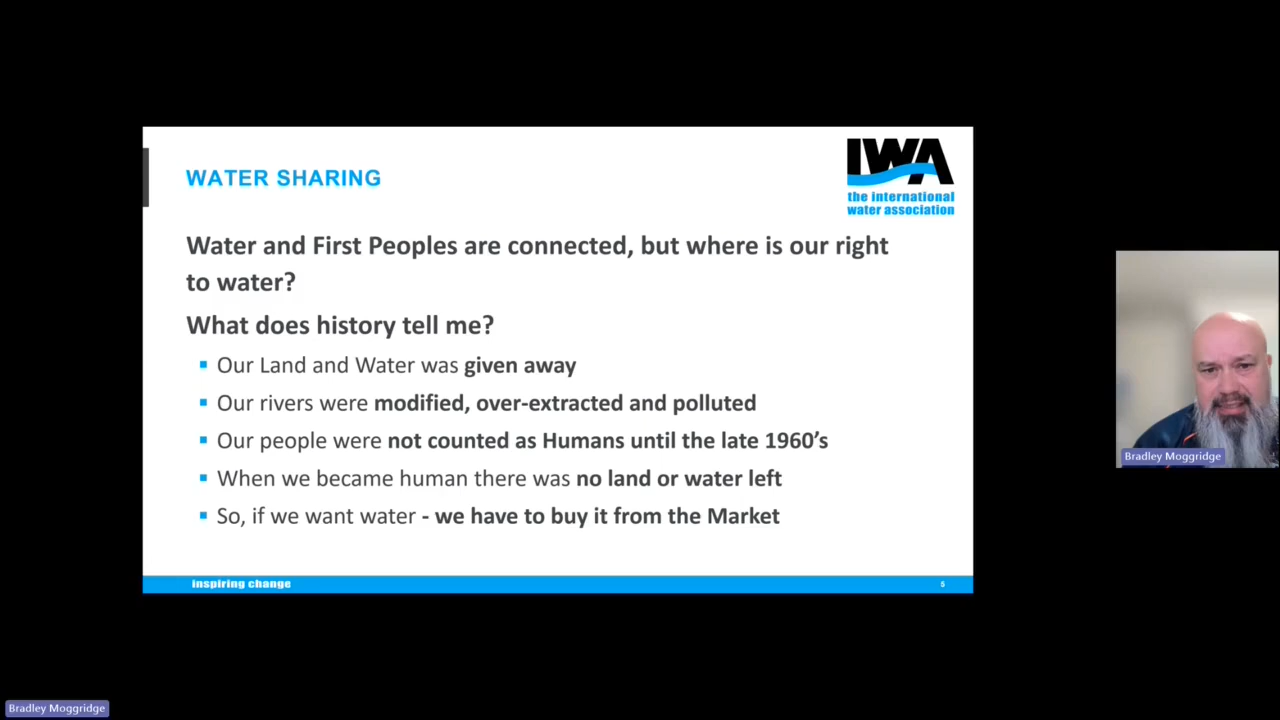 IWA
the international
water association
WATER SHARING
Water and First Peoples are connected, but where is our right
to water?
What does history tell me?
▪ Our Land and Water was given away
▪ Our rivers were modified, over-extracted and polluted
▪ Our people were not counted as Humans until the late 1960’s
▪ When we became human there was no land or water left
▪ So, if we want water - we have to buy it from the Market
inspiring change
5
Bradley Moggridge
Bradley Moggridge